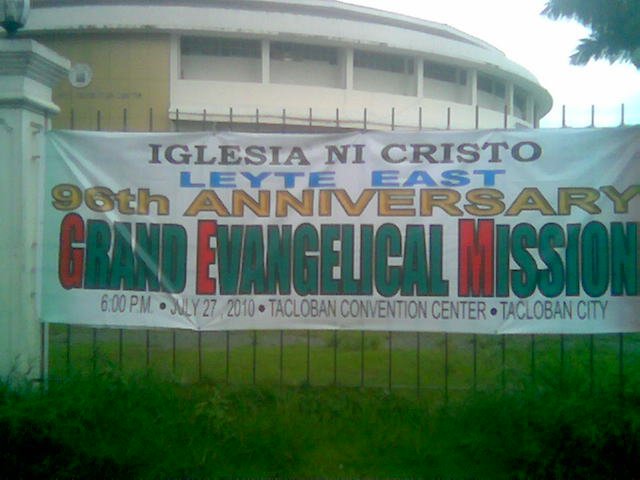 IGLESIA NI CRISTO
LEYTE EAST
96th ANNIVERSARY
GRAND EVANGELICAL MISSION
6:00 P.M. • JULY 27, 2010 • TACLOBAN CONVENTION CENTER • TACLOBAN CITY